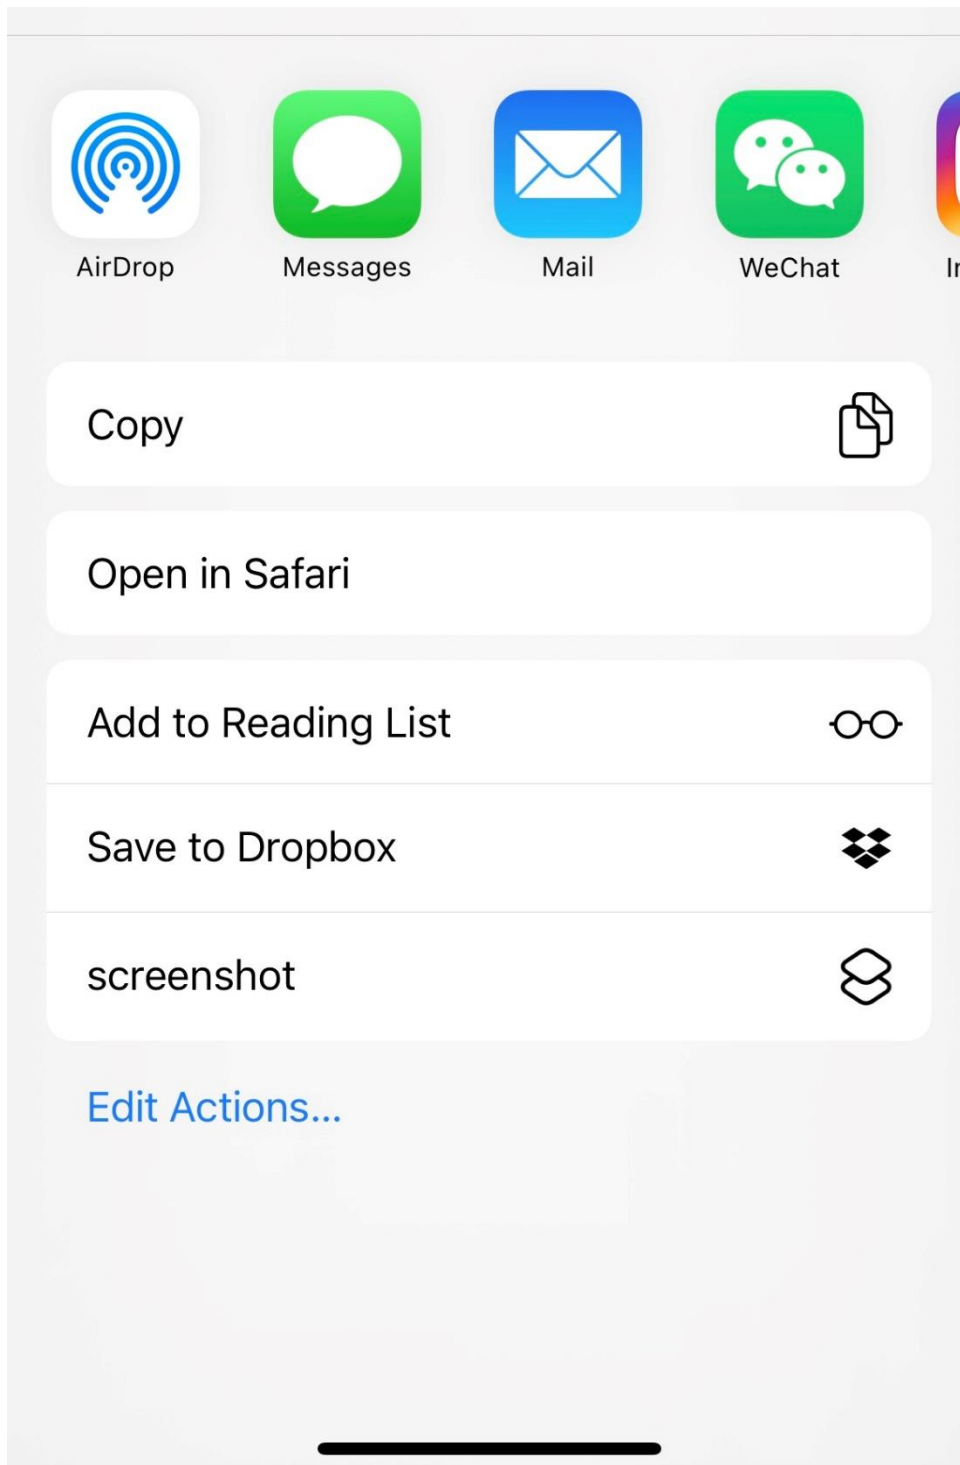 AirDrop Messages Mail WeChat
Copy
Open in Safari
Add to Reading List
Save to Dropbox
screenshot
Edit Actions...